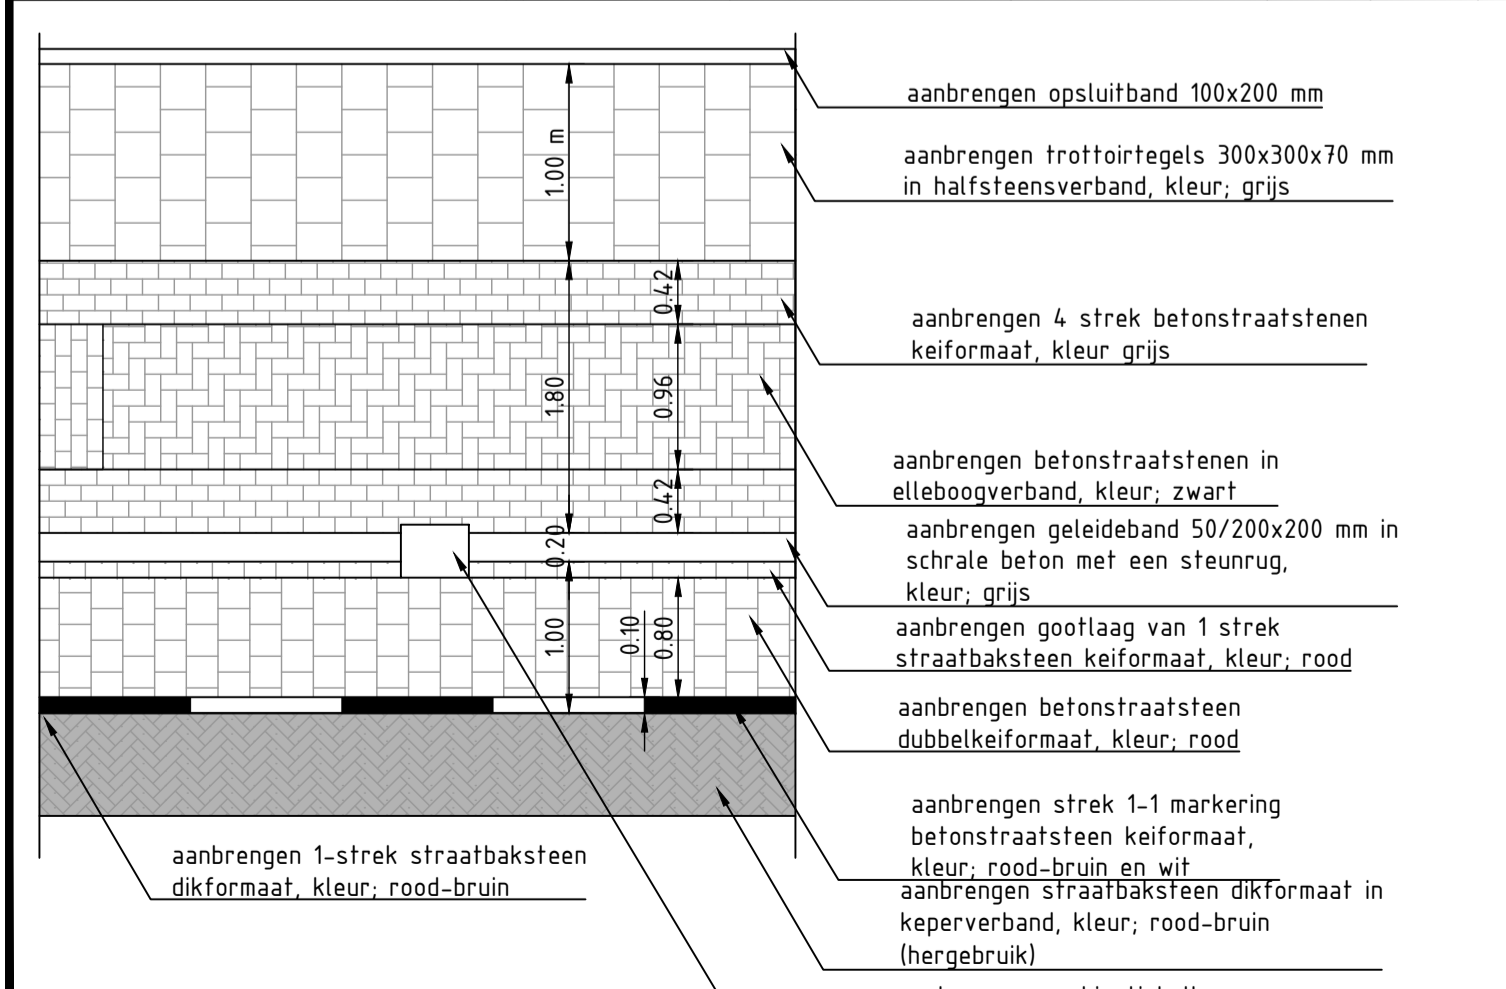 aanbrengen opsluitband 100x200 mm
aanbrengen trottoirtegels 300x300x70 mm
in halfsteensverband, kleur; grijs
1.00 m
0.42
aanbrengen 4 strek betonstraatstenen
keiformaat, kleur grijs
1.80
0.96
aanbrengen betonstraatstenen in
elleboogverband, kleur; zwart
0.42
0.20
aanbrengen geleideband 50/200x200 mm in
schrale beton met een steunrug,
kleur; grijs
1.00
0.10
0.80
aanbrengen gootlaag van 1 strek
straatbaksteen keiformaat, kleur; rood
aanbrengen betonstraatsteen
dubbelkeiformaat, kleur; rood
aanbrengen strek 1-1 markering
betonstraatsteen keiformaat,
kleur; rood-bruin en wit
aanbrengen 1-strek straatbaksteen
dikformaat, kleur; rood-bruin
aanbrengen straatbaksteen dikformaat in
keperverband, kleur; rood-bruin
(hergebruik)